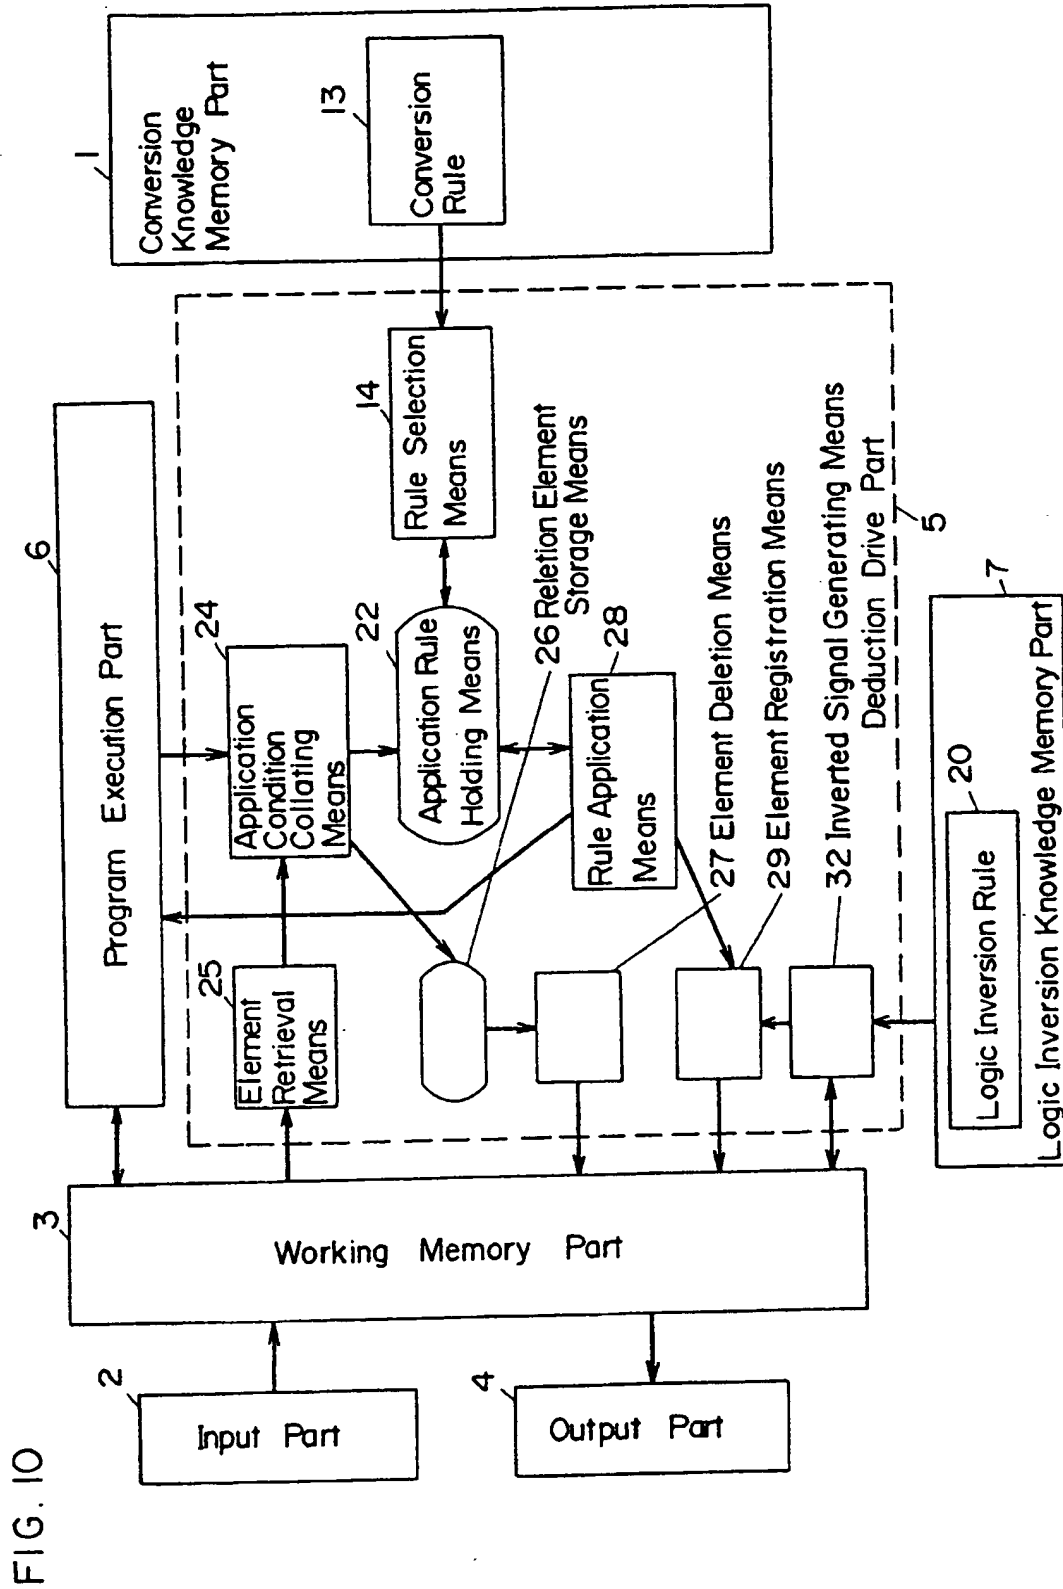 FIG. 10
2
Input Part
4
Output Part
3
Working Memory Part
6
Program Execution Part
25
Element
Retrieval
Means
24
Application
Condition
Collating
Means
22
Application Rule
Holding Means
14
Rule Selection
Means
1
Conversion
Knowledge
Memory Part
13
Conversion
Rule
26 Reletion Element
Storage Means
28
Rule Application
Means
27 Element Deletion Means
29 Element Registration Means
32 Inverted Signal Generating Means
Deduction Drive Part
5
7
20
Logic Inversion Rule
Logic Inversion Knowledge Memory Part